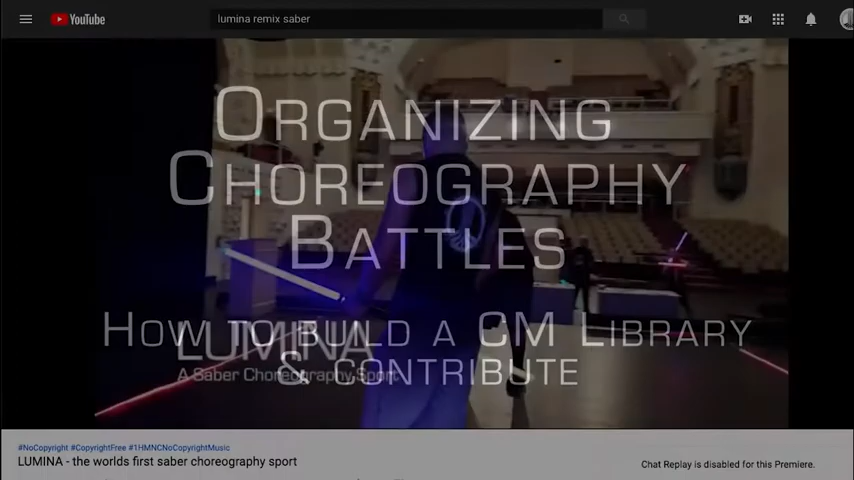 YouTube
lumina remix saber
ORGANIZING
CHOREOGRAPHY
BATTLES
HOW TO BUILD A CM LIBRARY
& CONTRIBUTE
LUMINA
A Saber Choreography Sport
#NoCopyright #CopyrightFree #1HMNCNoCopyrightMusic
LUMINA - the worlds first saber choreography sport
Chat Replay is disabled for this Premiere.